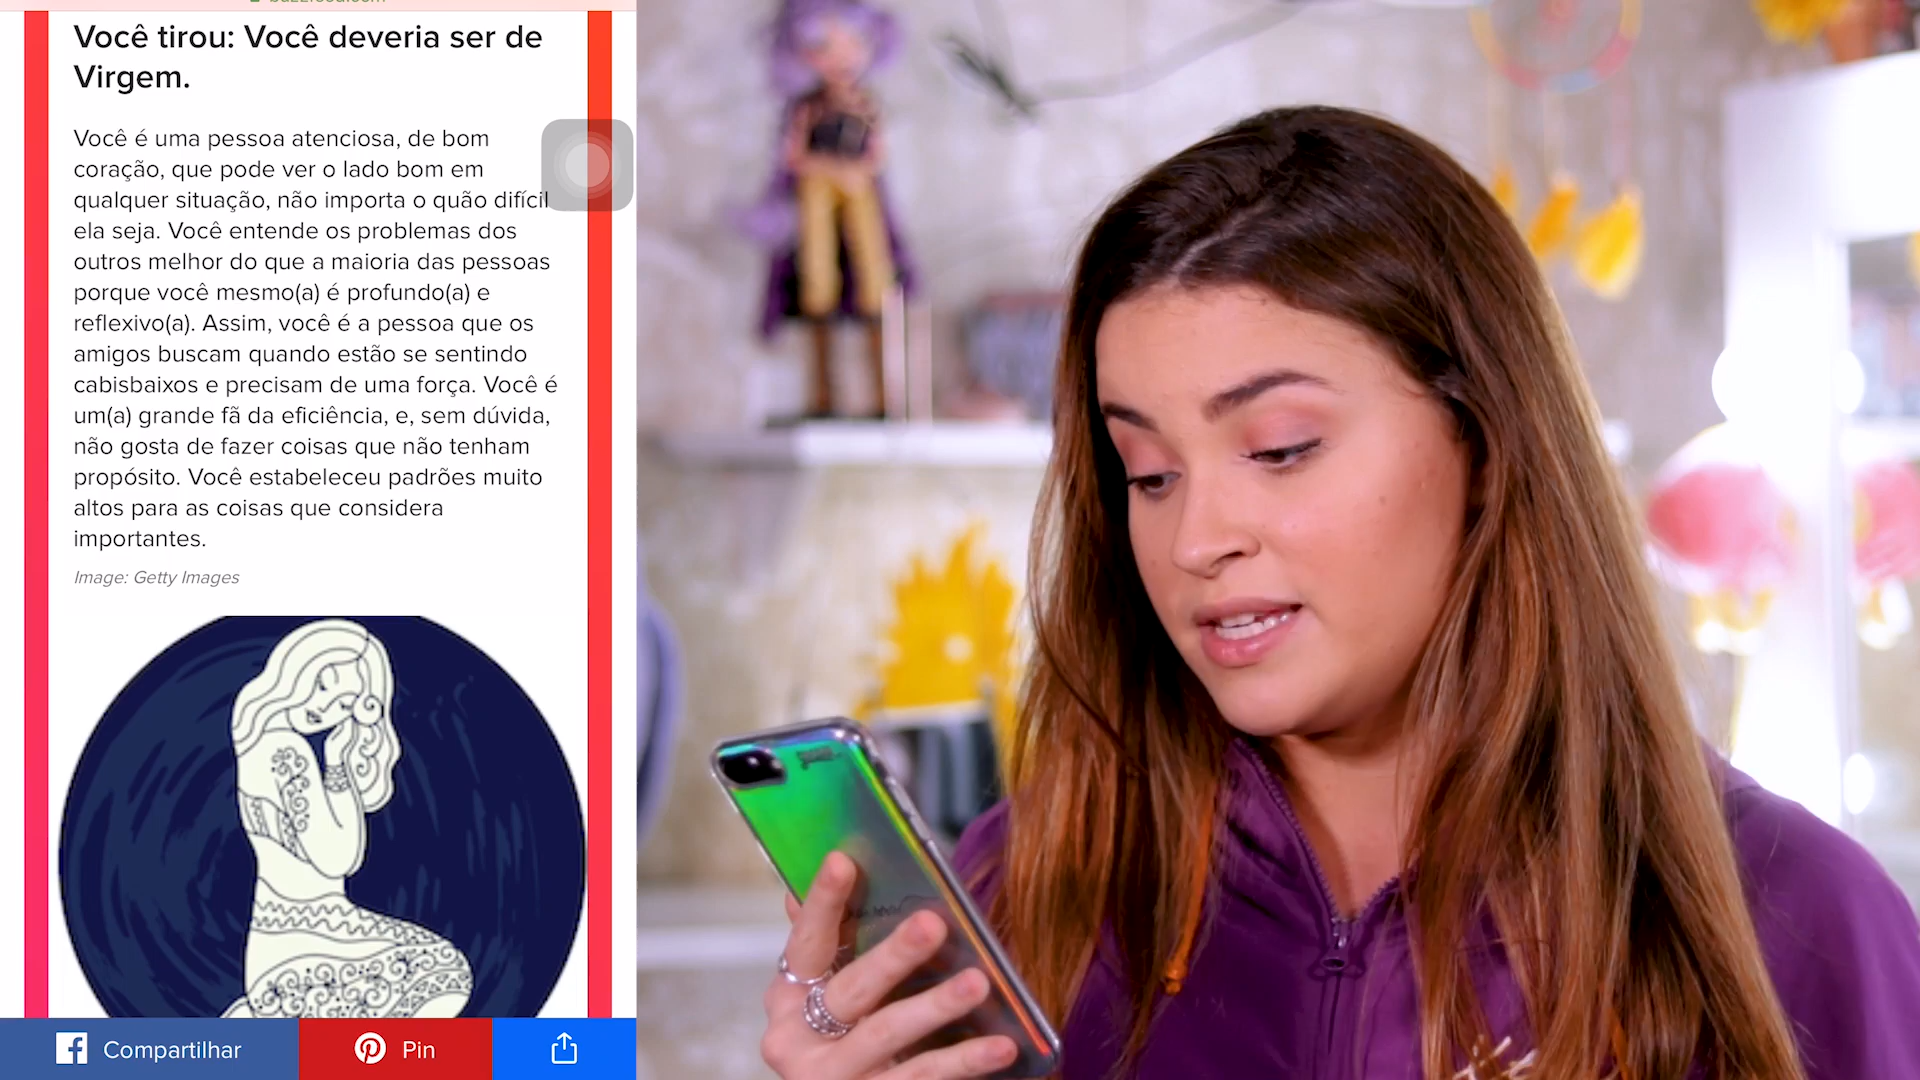 Você tirou: Você deveria ser de
Virgem.
Você é uma pessoa atenciosa, de bom
coração, que pode ver o lado bom em
qualquer situação, não importa o quão difícil
ela seja. Você entende os problemas dos
outros melhor do que a maioria das pessoas
porque você mesmo(a) é profundo(a) e
reflexivo(a). Assim, você é a pessoa que os
amigos buscam quando estão se sentindo
cabisbaixos e precisam de uma força. Você é
um(a) grande fã da eficiência, e, sem dúvida,
não gosta de fazer coisas que não tenham
propósito. Você estabeleceu padrões muito
altos para as coisas que considera
importantes.
Image: Getty Images
Compartilhar
Pin